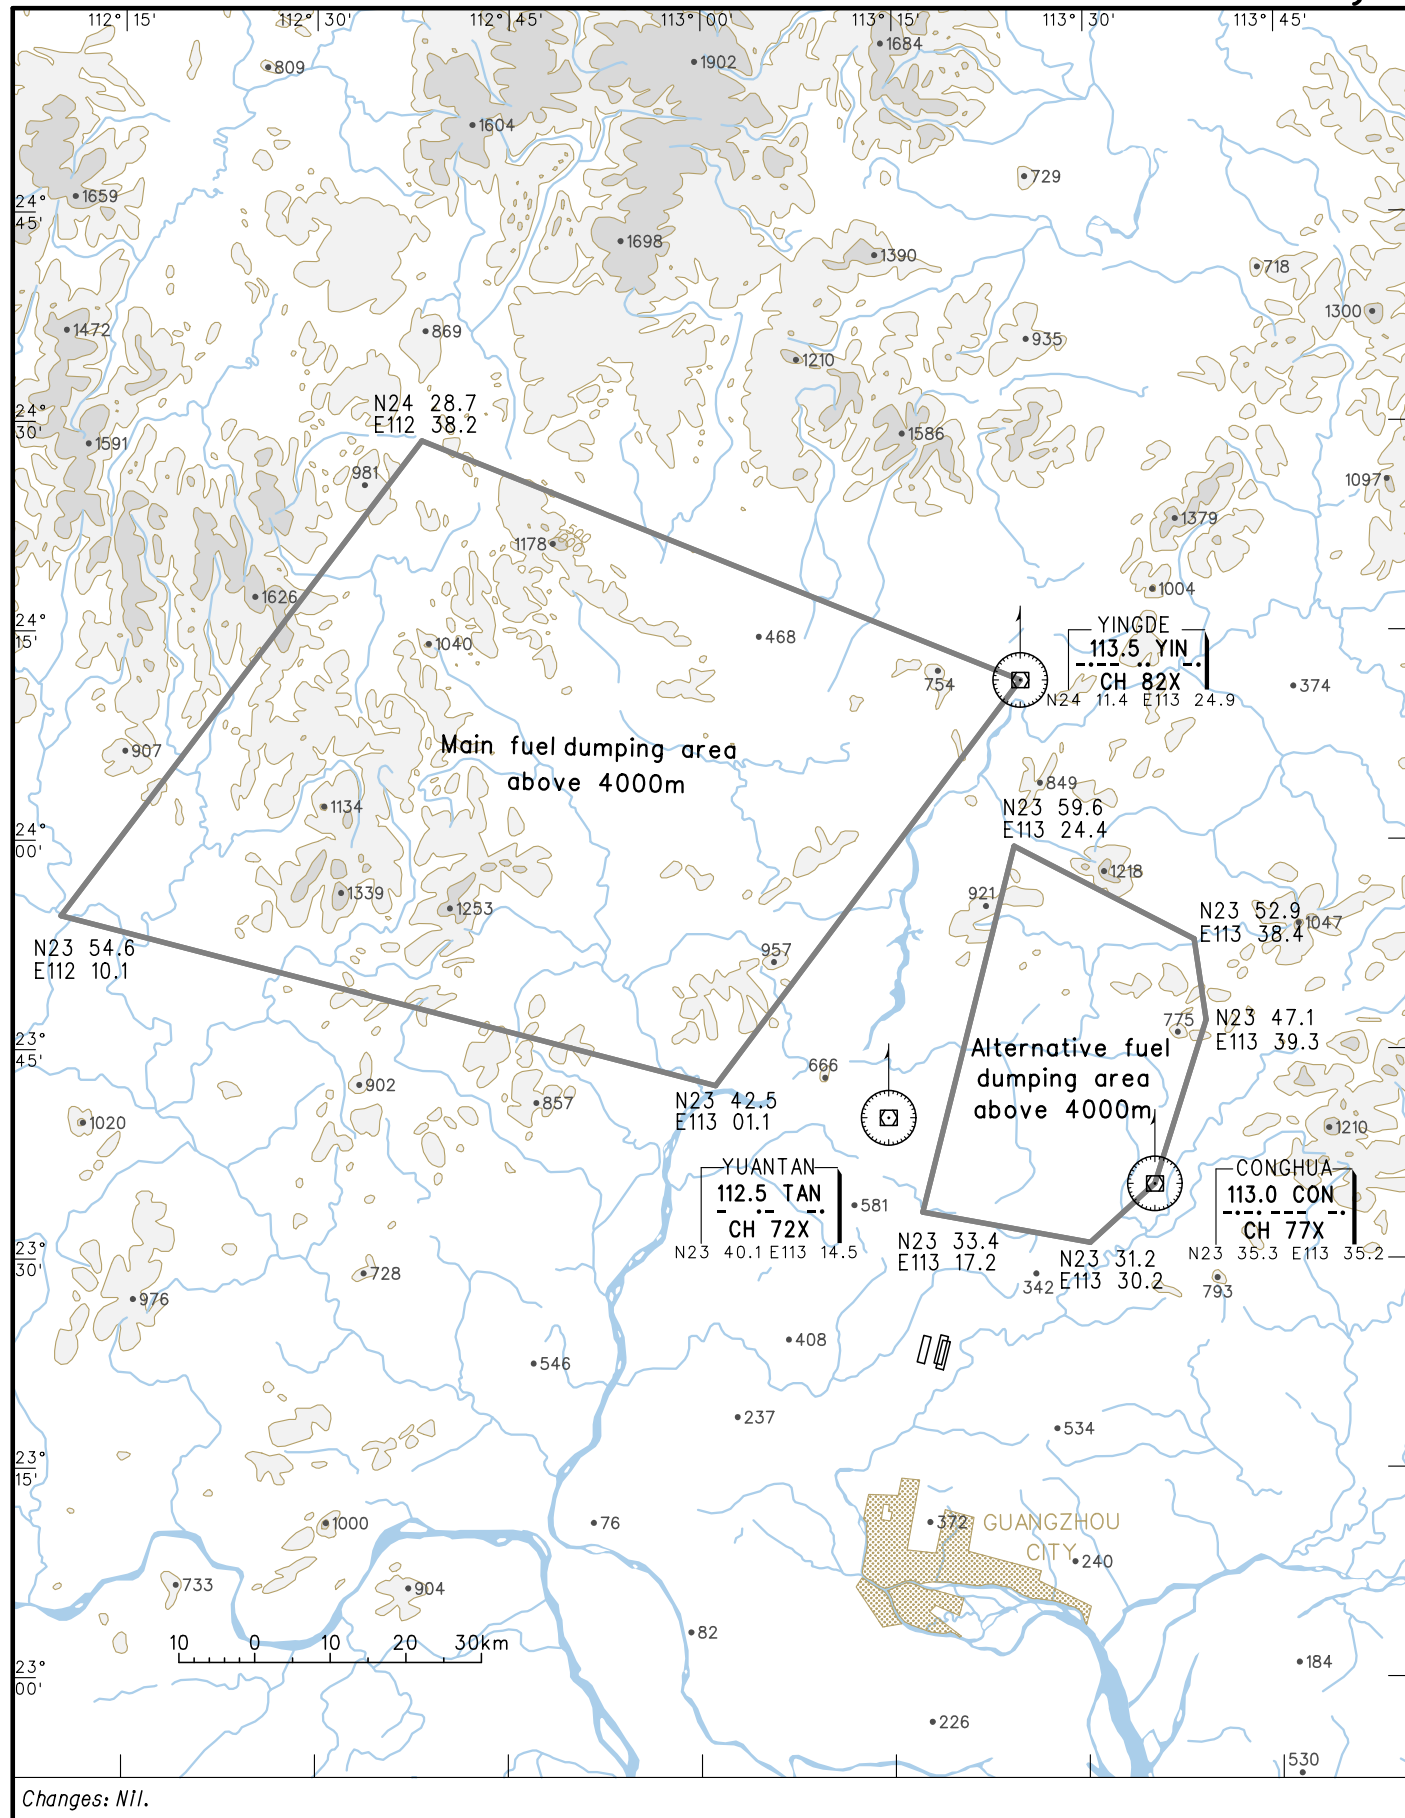 112°15'
112°30'
112°45'
113°00'
113°15'
113°30'
113°45'
1684
1902
809
1604
729
1659
24°
45'
1698
1390
718
1300
1472
869
935
1210
N24 28.7
E112 38.2
24°
30'
1591
1586
981
1097
1379
1178
1004
1626
24°
15'
468
1040
YINGDE
113.5 YIN
CH 82X
N24 11.4 E113 24.9
754
374
907
Main fuel dumping area
above 4000m
849
1134
N23 59.6
E113 24.4
24°
00'
1218
1339
921
1253
N23 52.9
E113 38.4
1047
N23 54.6
E112 10.1
957
775
N23 47.1
E113 39.3
23°
45'
Alternative fuel
dumping area
above 4000m
666
902
857
N23 42.5
E113 01.1
1020
1210
YUANTAN
112.5 TAN
CH 72X
N23 40.1 E113 14.5
CONGHUA
113.0 CON
CH 77X
N23 35.3 E113 35.2
581
N23 33.4
E113 17.2
N23 31.2
E113 30.2
23°
30'
728
342
793
976
408
546
237
534
23°
15'
1000
76
372
GUANGZHOU
CITY
240
733
904
82
10 0 10 20 30km
184
23°
00'
226
530
Changes: Nil.